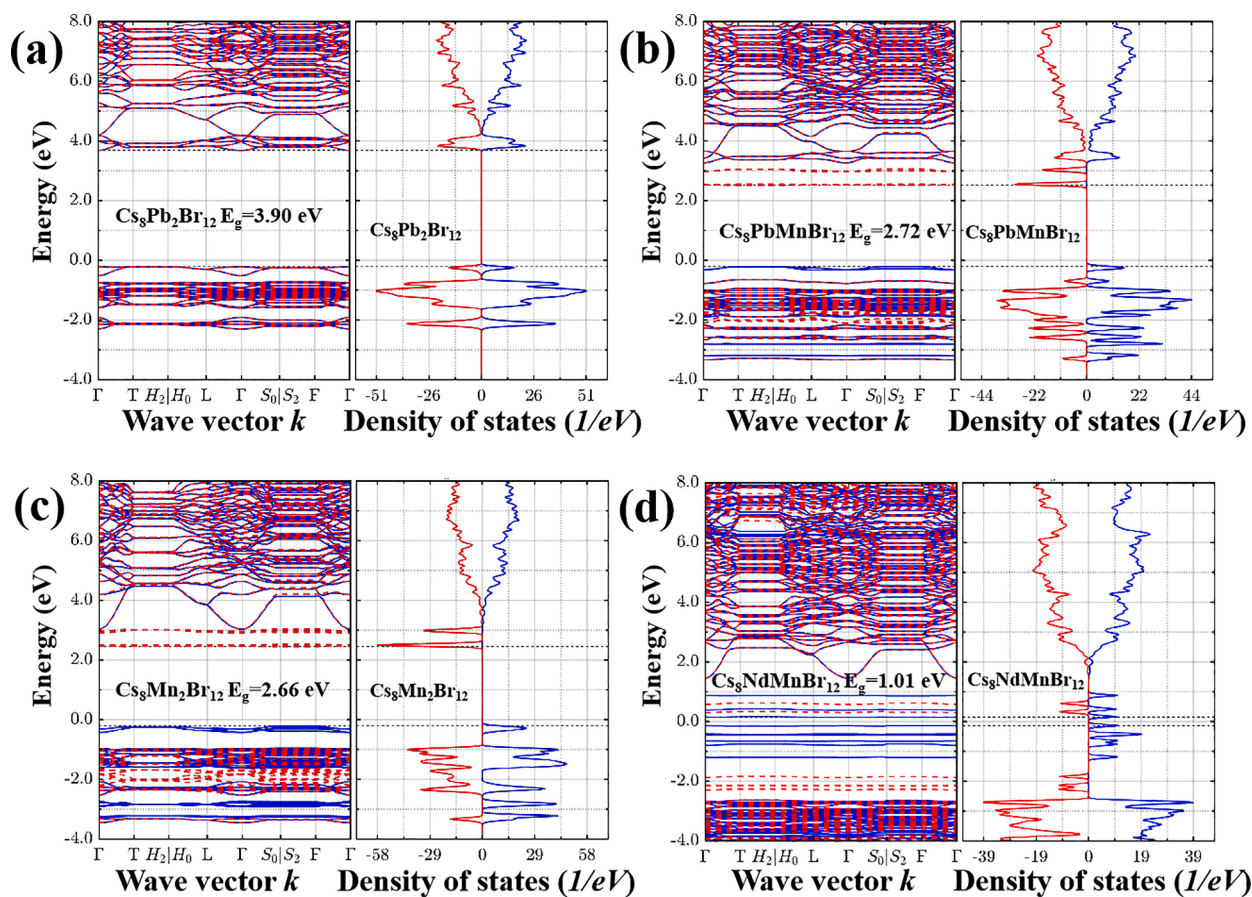 (a)
8.0
6.0
4.0
2.0
0.0
-2.0
-4.0
Energy (eV)
Cs8Pb2Br12 Eg=3.90 eV
Cs8Pb2Br12
Γ T H2|H0 L Γ S0|S2 F Γ
-51 -26 0 26 51
Wave vector k
Density of states (1/eV)
(b)
8.0
6.0
4.0
2.0
0.0
-2.0
-4.0
Energy (eV)
Cs8PbMnBr12 Eg=2.72 eV
Cs8PbMnBr12
Γ T H2|H0 L Γ S0|S2 F Γ
-44 -22 0 22 44
Wave vector k
Density of states (1/eV)
(c)
8.0
6.0
4.0
2.0
0.0
-2.0
-4.0
Energy (eV)
Cs8Mn2Br12 Eg=2.66 eV
Cs8Mn2Br12
Γ T H2|H0 L Γ S0|S2 F Γ
-58 -29 0 29 58
Wave vector k
Density of states (1/eV)
(d)
8.0
6.0
4.0
2.0
0.0
-2.0
-4.0
Energy (eV)
Cs8NdMnBr12 Eg=1.01 eV
Cs8NdMnBr12
Γ T H2|H0 L Γ S0|S2 F Γ
-39 -19 0 19 39
Wave vector k
Density of states (1/eV)